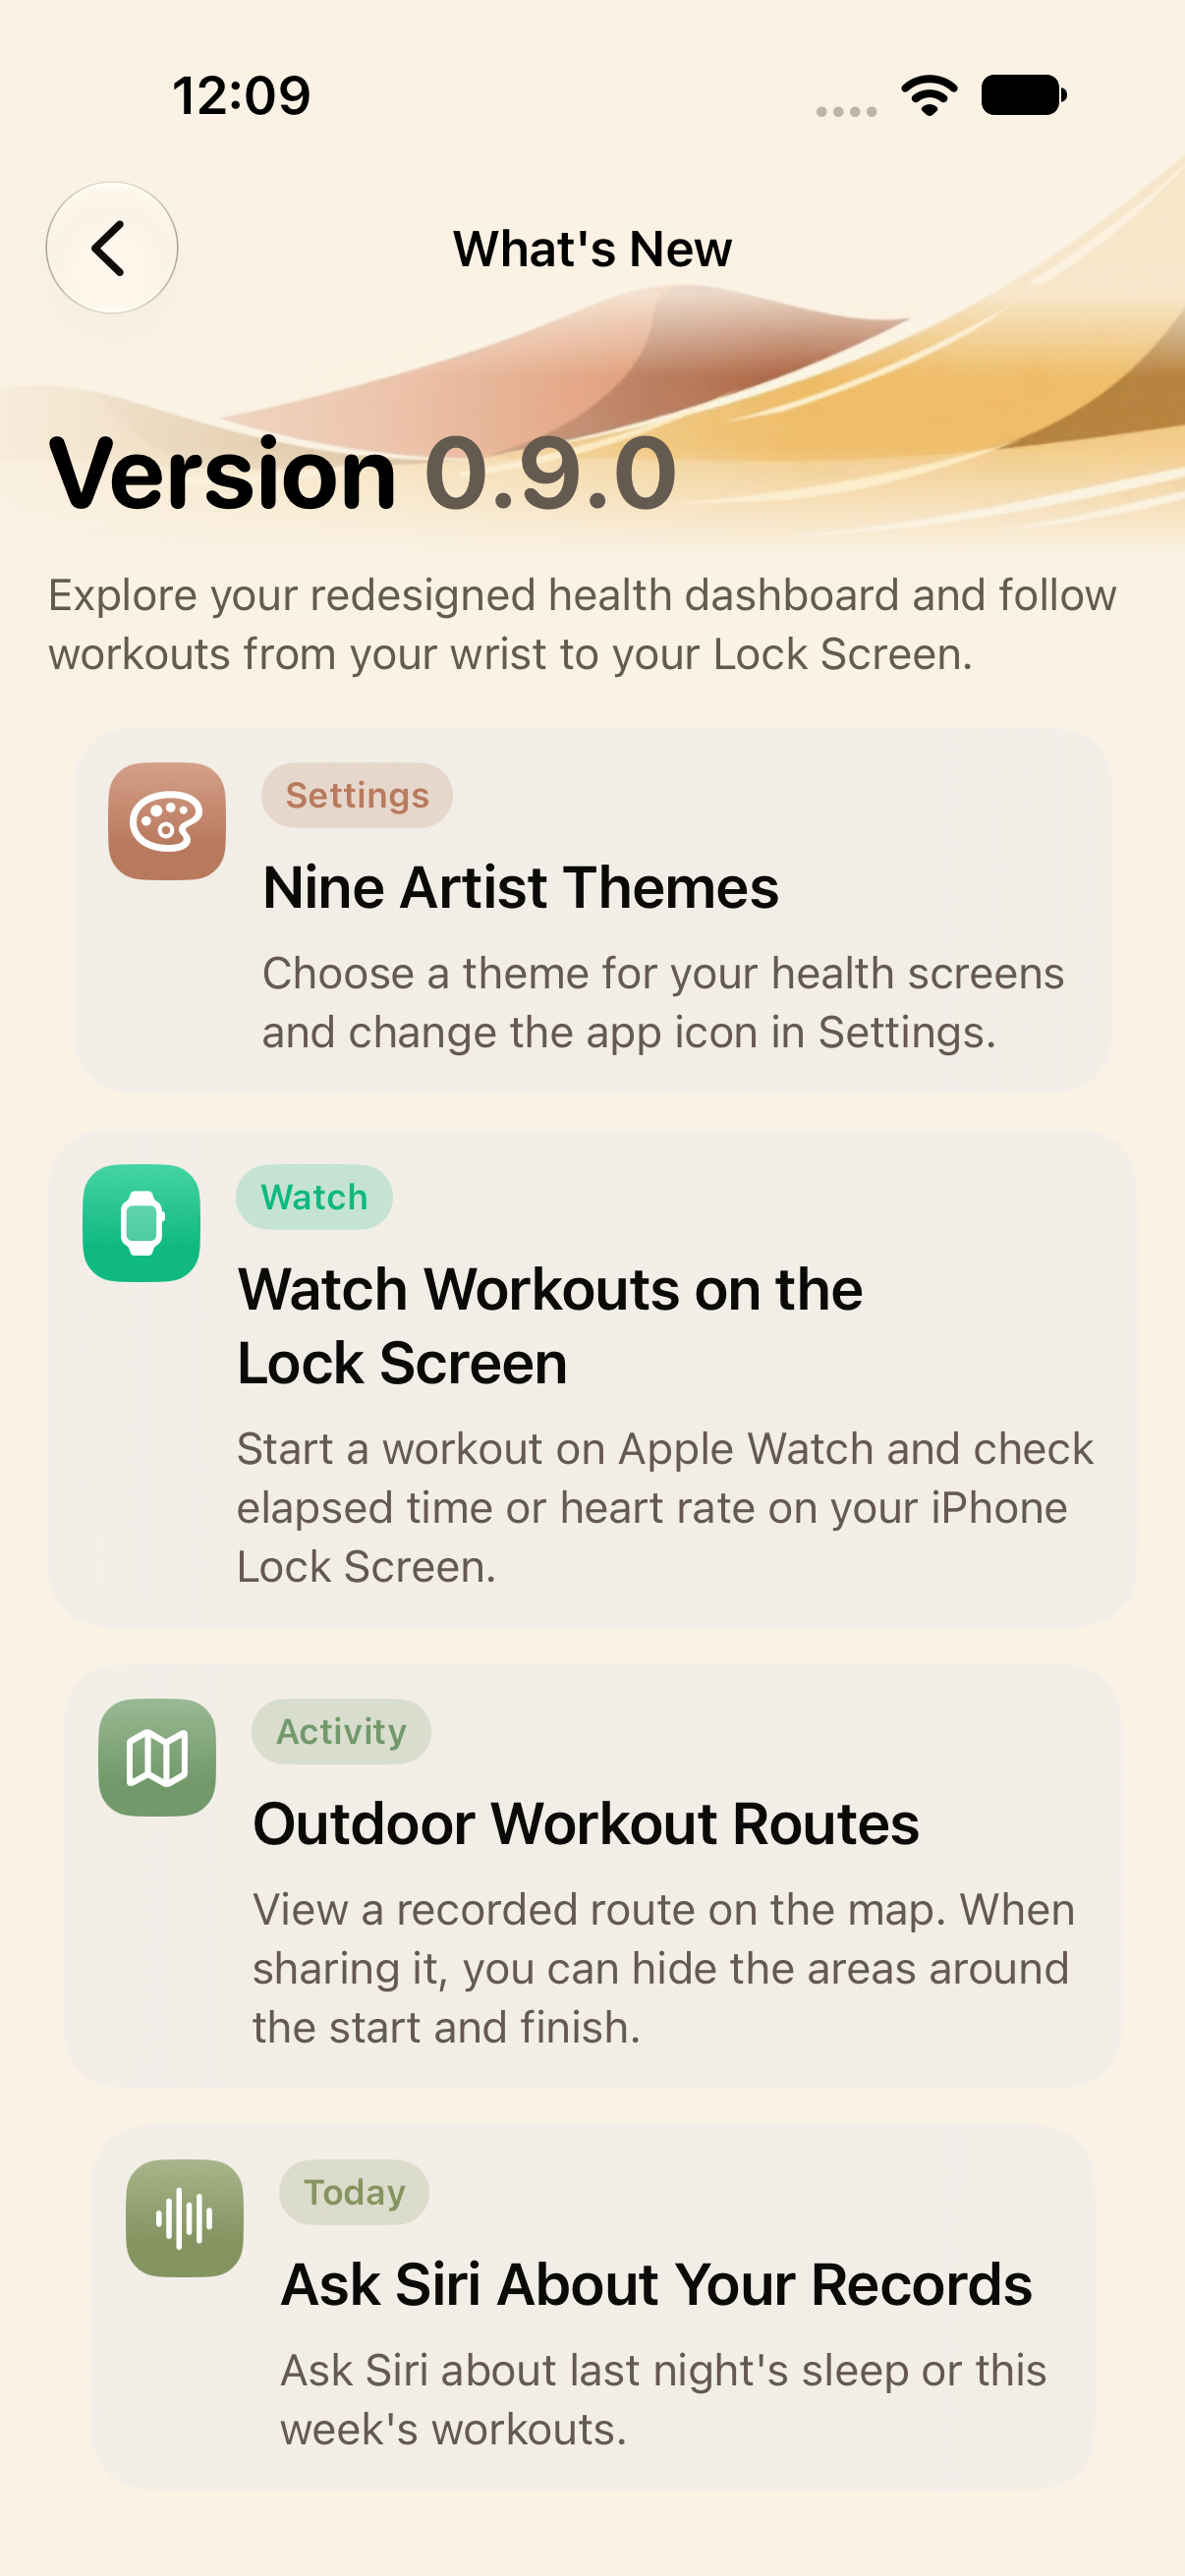 12:09
What's New
Version 0.9.0
Explore your redesigned health dashboard and follow
workouts from your wrist to your Lock Screen.
Settings
Nine Artist Themes
Choose a theme for your health screens
and change the app icon in Settings.
Watch
Watch Workouts on the
Lock Screen
Start a workout on Apple Watch and check
elapsed time or heart rate on your iPhone
Lock Screen.
Activity
Outdoor Workout Routes
View a recorded route on the map. When
sharing it, you can hide the areas around
the start and finish.
Today
Ask Siri About Your Records
Ask Siri about last night's sleep or this
week's workouts.